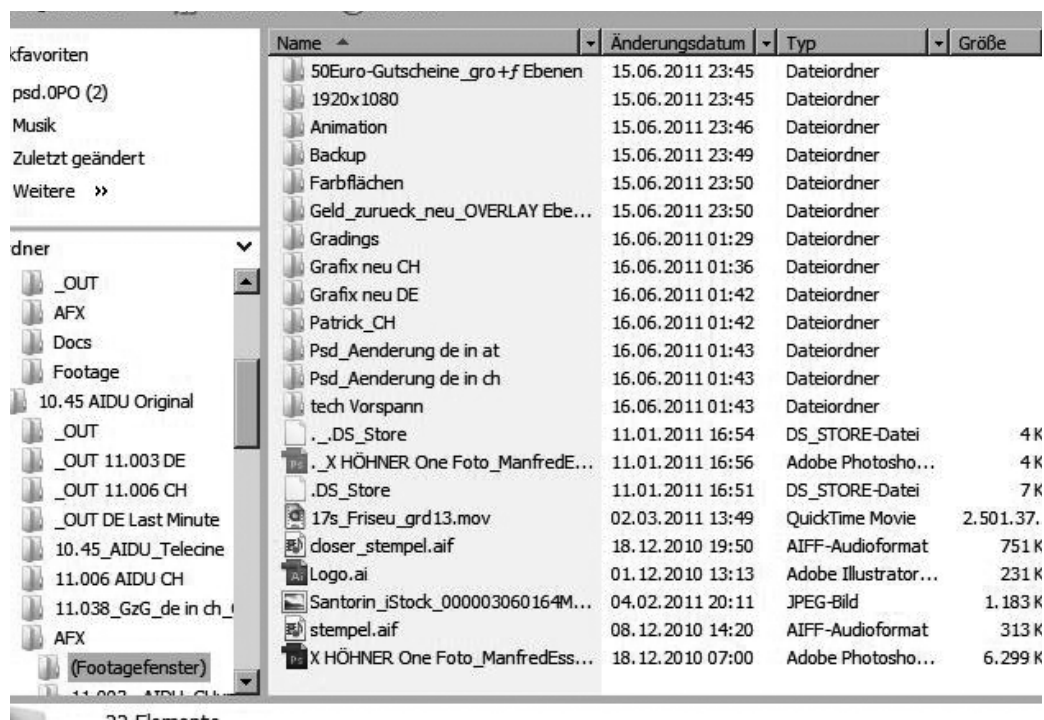 kfavoriten
psd.0PO (2)
Musik
Zuletzt geändert
Weitere »
dner
_OUT
AFX
Docs
Footage
10.45 AIDU Original
_OUT
_OUT 11.003 DE
_OUT 11.006 CH
_OUT DE Last Minute
10.45_AIDU_Telecine
11.006 AIDU CH
11.038_GzG_de in ch_
AFX
(Footagefenster)
Name Änderungsdatum Typ Größe
50Euro-Gutscheine_gro+ƒ Ebenen 15.06.2011 23:45 Dateiordner
1920x1080 15.06.2011 23:45 Dateiordner
Animation 15.06.2011 23:46 Dateiordner
Backup 15.06.2011 23:49 Dateiordner
Farbflächen 15.06.2011 23:50 Dateiordner
Geld_zurueck_neu_OVERLAY Ebe... 15.06.2011 23:50 Dateiordner
Gradings 16.06.2011 01:29 Dateiordner
Grafix neu CH 16.06.2011 01:36 Dateiordner
Grafix neu DE 16.06.2011 01:42 Dateiordner
Patrick_CH 16.06.2011 01:42 Dateiordner
Psd_Aenderung de in at 16.06.2011 01:43 Dateiordner
Psd_Aenderung de in ch 16.06.2011 01:43 Dateiordner
tech Vorspann 16.06.2011 01:43 Dateiordner
._.DS_Store 11.01.2011 16:54 DS_STORE-Datei 4 K
._X HÖHNER One Foto_ManfredE... 11.01.2011 16:56 Adobe Photosho... 4 K
.DS_Store 11.01.2011 16:51 DS_STORE-Datei 7 K
17s_Friseu_grd13.mov 02.03.2011 13:49 QuickTime Movie 2.501.37.
closer_stempel.aif 18.12.2010 19:50 AIFF-Audioformat 751 K
Logo.ai 01.12.2010 13:13 Adobe Illustrator... 231 K
Santorin_iStock_000003060164M... 04.02.2011 20:11 JPEG-Bild 1.183 K
stempel.aif 08.12.2010 14:20 AIFF-Audioformat 313 K
X HÖHNER One Foto_ManfredEss... 18.12.2010 07:00 Adobe Photosho... 6.299 K